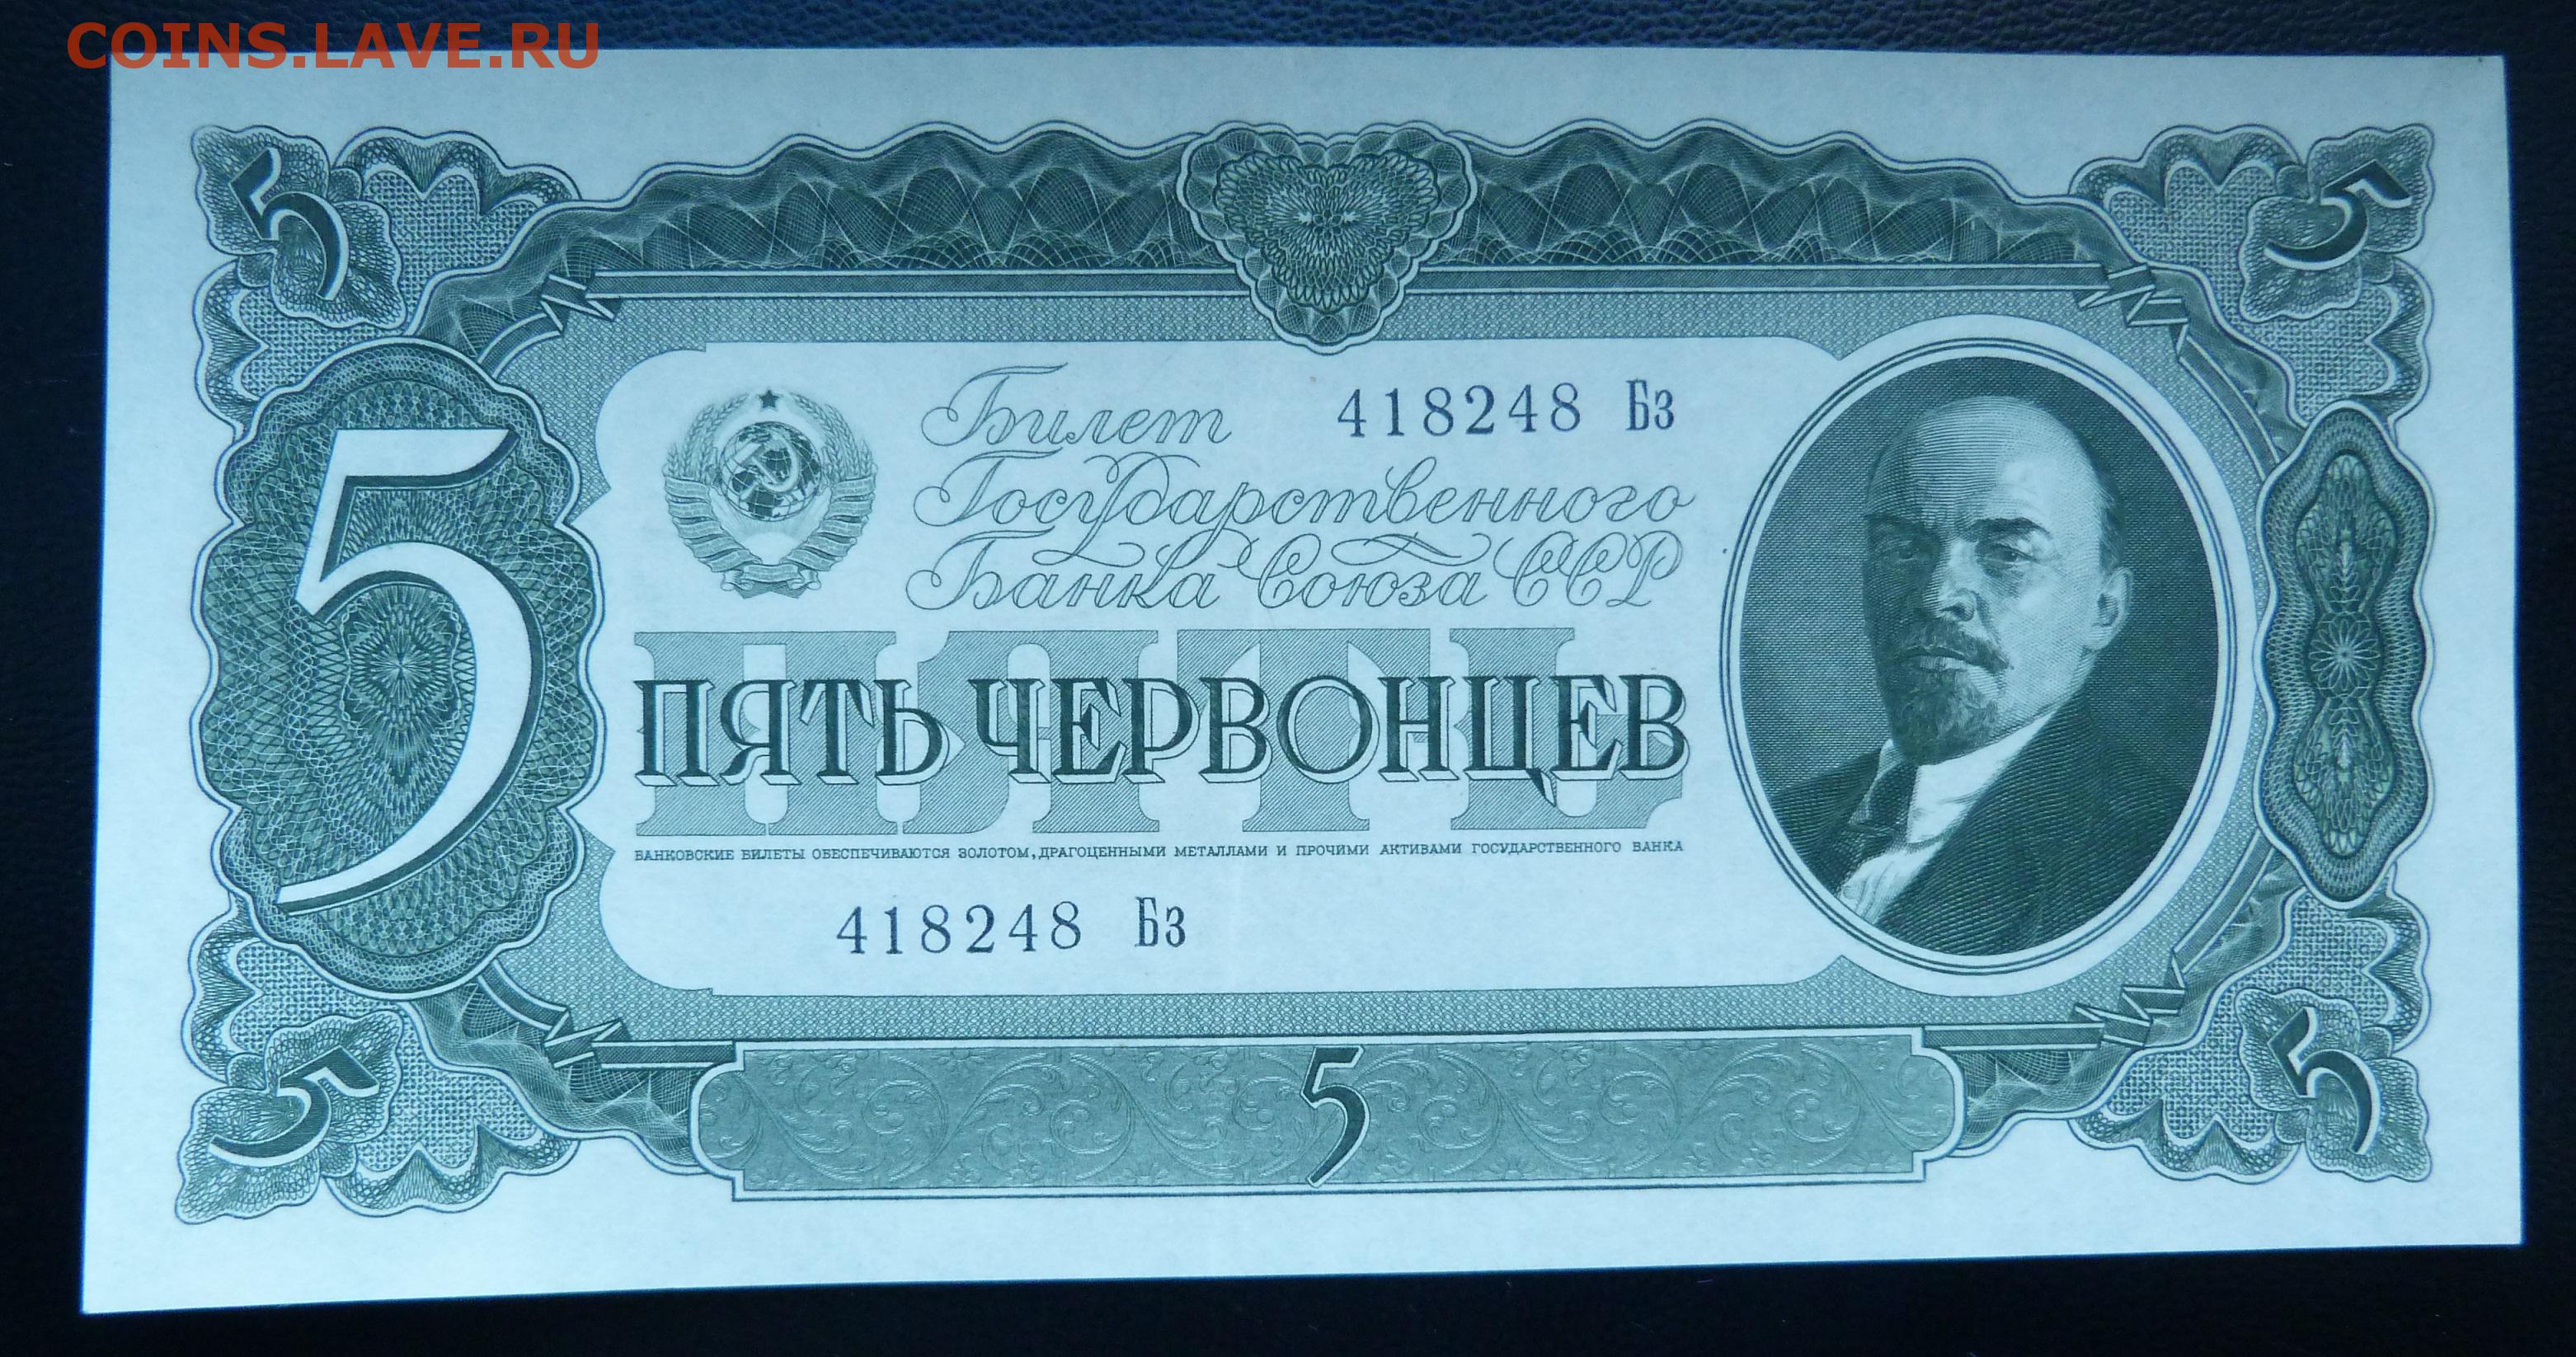 COINS.LAVE.RU
5
5
Билет
418248 Бз
Государственного
Банка Союза ССР
5
ПЯТЬ
ПЯТЬ ЧЕРВОНЦЕВ
БАНКОВСКИЕ БИЛЕТЫ ОБЕСПЕЧИВАЮТСЯ ЗОЛОТОМ, ДРАГОЦЕННЫМИ МЕТАЛЛАМИ И ПРОЧИМИ АКТИВАМИ ГОСУДАРСТВЕННОГО БАНКА
418248 Бз
5
5
5